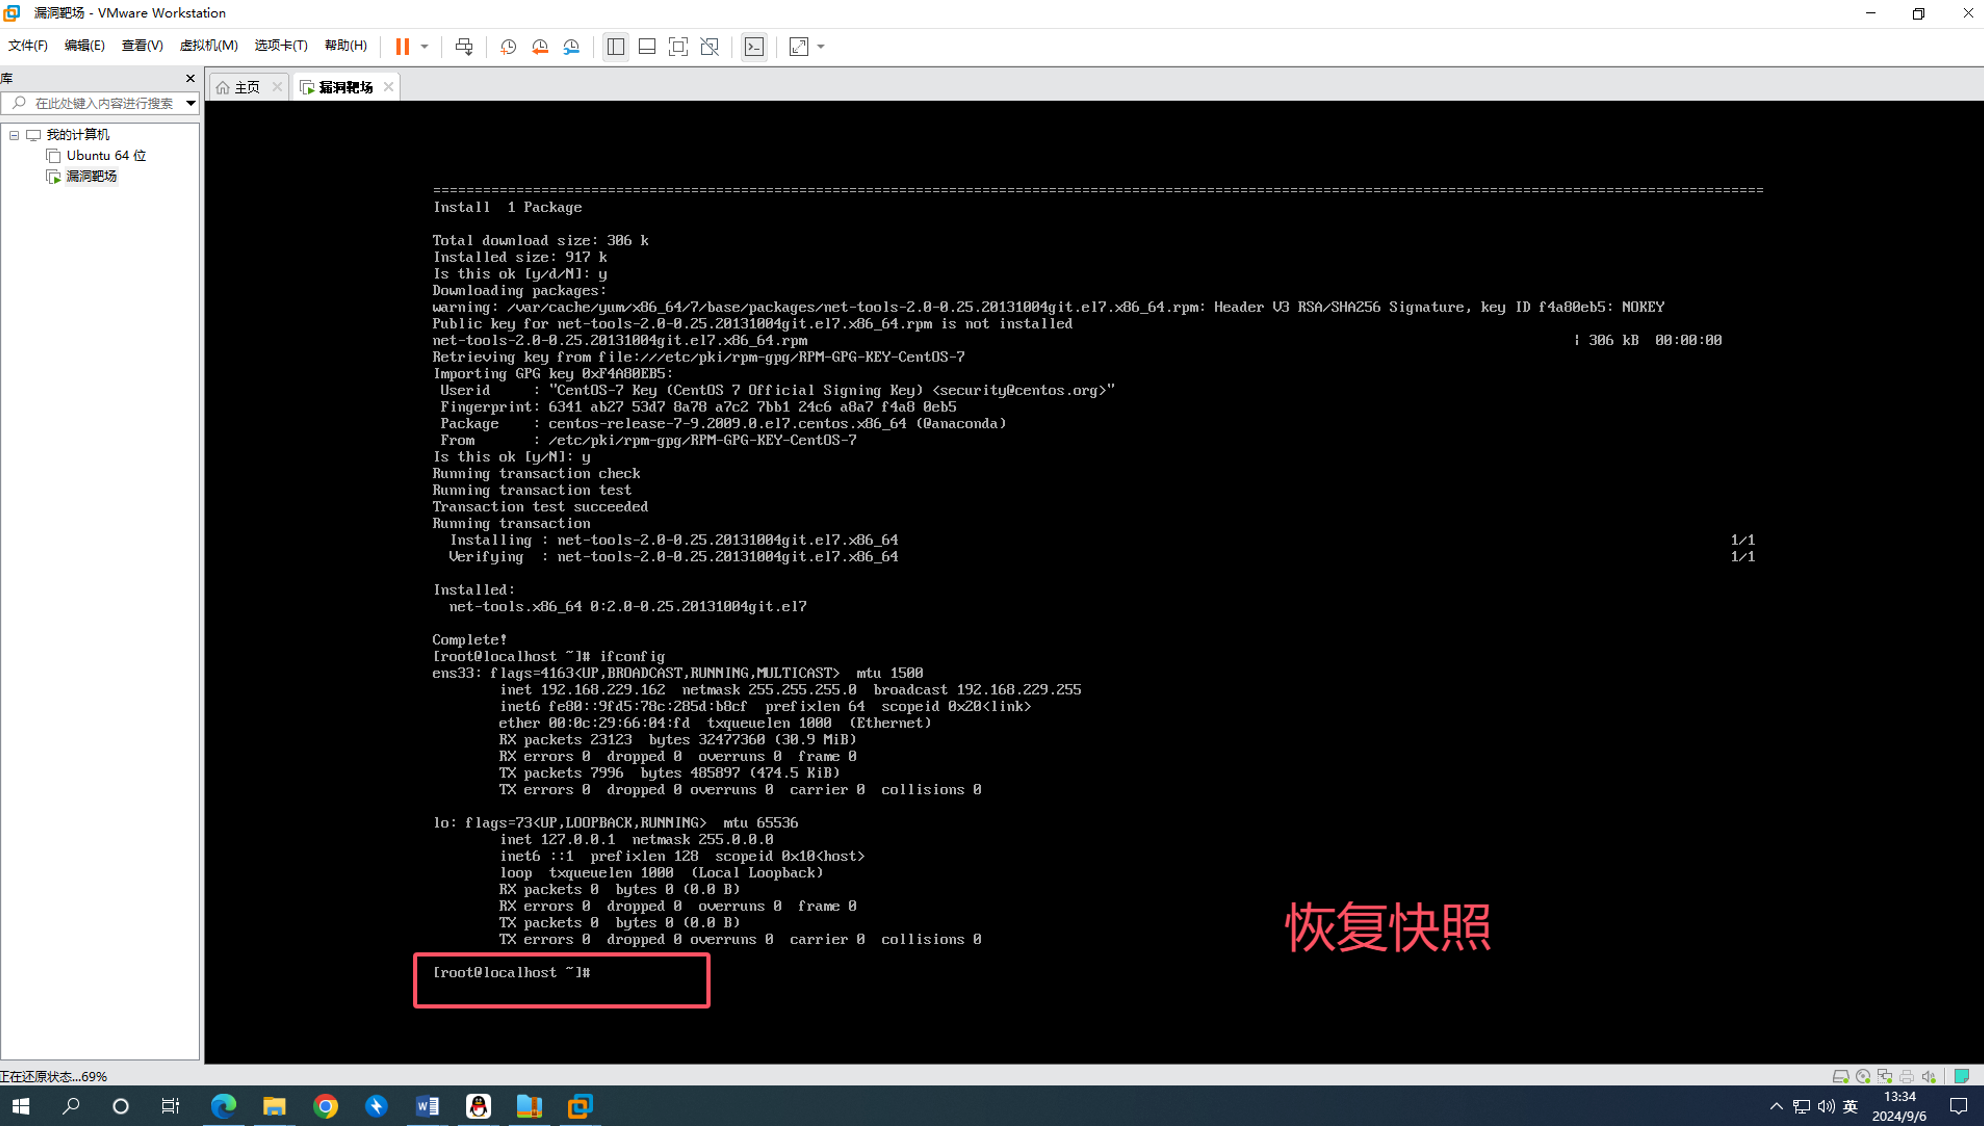 漏洞靶场 - VMware Workstation
文件(F) 编辑(E) 查看(V) 虚拟机(M) 选项卡(T) 帮助(H)
库
主页
漏洞靶场
在此处键入内容进行搜索
我的计算机
Ubuntu 64 位
漏洞靶场
================================================================================================================================================================
Install  1 Package
Total download size: 306 k
Installed size: 917 k
Is this ok [y/d/N]: y
Downloading packages:
warning: /var/cache/yum/x86_64/7/base/packages/net-tools-2.0-0.25.20131004git.el7.x86_64.rpm: Header V3 RSA/SHA256 Signature, key ID f4a80eb5: NOKEY
Public key for net-tools-2.0-0.25.20131004git.el7.x86_64.rpm is not installed
net-tools-2.0-0.25.20131004git.el7.x86_64.rpm | 306 kB  00:00:00
Retrieving key from file:///etc/pki/rpm-gpg/RPM-GPG-KEY-CentOS-7
Importing GPG key 0xF4A80EB5:
Userid     : "CentOS-7 Key (CentOS 7 Official Signing Key) <security@centos.org>"
Fingerprint: 6341 ab27 53d7 8a78 a7c2 7bb1 24c6 a8a7 f4a8 0eb5
Package    : centos-release-7-9.2009.0.el7.centos.x86_64 (@anaconda)
From       : /etc/pki/rpm-gpg/RPM-GPG-KEY-CentOS-7
Is this ok [y/N]: y
Running transaction check
Running transaction test
Transaction test succeeded
Running transaction
Installing : net-tools-2.0-0.25.20131004git.el7.x86_64 1/1
Verifying  : net-tools-2.0-0.25.20131004git.el7.x86_64 1/1
Installed:
net-tools.x86_64 0:2.0-0.25.20131004git.el7
Complete!
[root@localhost ~]# ifconfig
ens33: flags=4163<UP,BROADCAST,RUNNING,MULTICAST>  mtu 1500
inet 192.168.229.162  netmask 255.255.255.0  broadcast 192.168.229.255
inet6 fe80::9fd5:78c:285d:b8cf  prefixlen 64  scopeid 0x20<link>
ether 00:0c:29:66:04:fd  txqueuelen 1000  (Ethernet)
RX packets 23123  bytes 32477360 (30.9 MiB)
RX errors 0  dropped 0  overruns 0  frame 0
TX packets 7996  bytes 485897 (474.5 KiB)
TX errors 0  dropped 0 overruns 0  carrier 0  collisions 0
lo: flags=73<UP,LOOPBACK,RUNNING>  mtu 65536
inet 127.0.0.1  netmask 255.0.0.0
inet6 ::1  prefixlen 128  scopeid 0x10<host>
loop  txqueuelen 1000  (Local Loopback)
RX packets 0  bytes 0 (0.0 B)
RX errors 0  dropped 0  overruns 0  frame 0
TX packets 0  bytes 0 (0.0 B)
TX errors 0  dropped 0 overruns 0  carrier 0  collisions 0
恢复快照
[root@localhost ~]#
正在还原状态...69%
英
13:34
2024/9/6